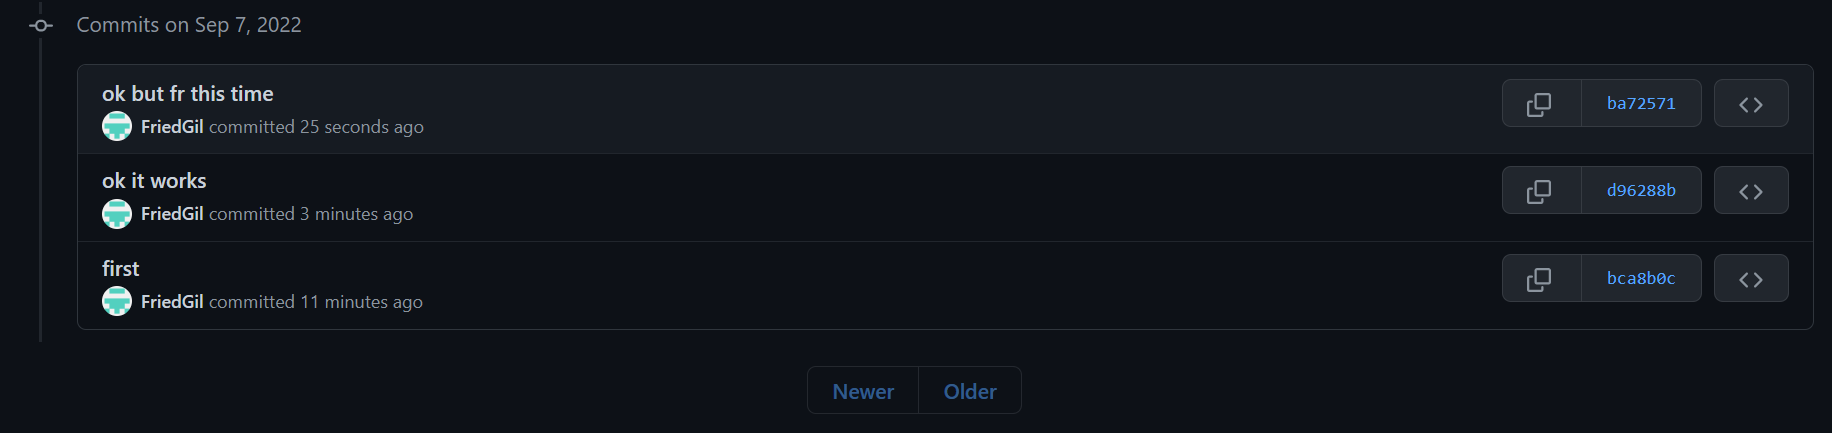 Commits on Sep 7, 2022
ok but fr this time
FriedGil committed 25 seconds ago
ba72571
ok it works
FriedGil committed 3 minutes ago
d96288b
first
FriedGil committed 11 minutes ago
bca8b0c
Newer
Older